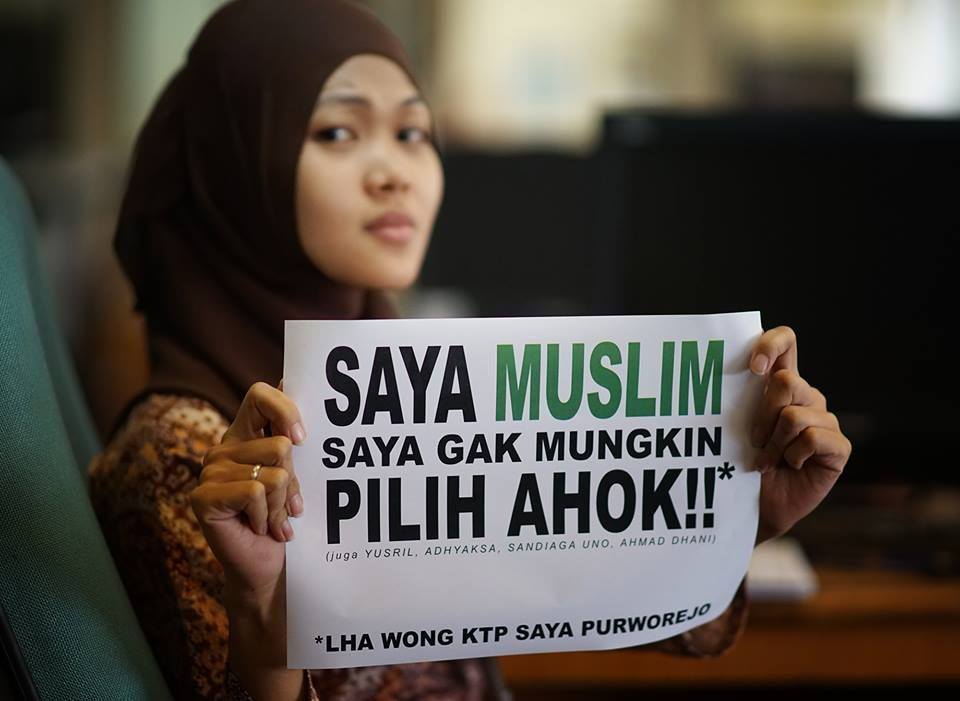 SAYA MUSLIM
SAYA GAK MUNGKIN
PILIH AHOK!!*
(juga YUSRIL, ADHYAKSA, SANDIAGA UNO, AHMAD DHANI)
*LHA WONG KTP SAYA PURWOREJO